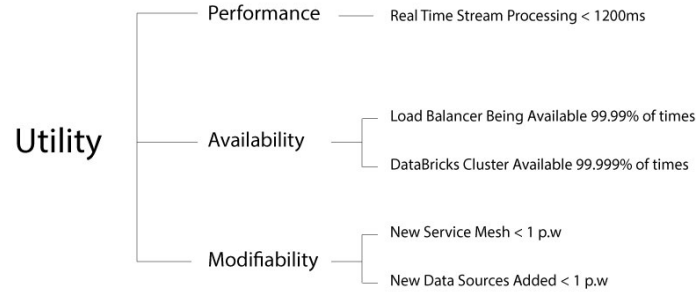 Utility
Performance
Real Time Stream Processing < 1200ms
Availability
Load Balancer Being Available 99.99% of times
DataBricks Cluster Available 99.999% of times
Modifiability
New Service Mesh < 1 p.w
New Data Sources Added < 1 p.w